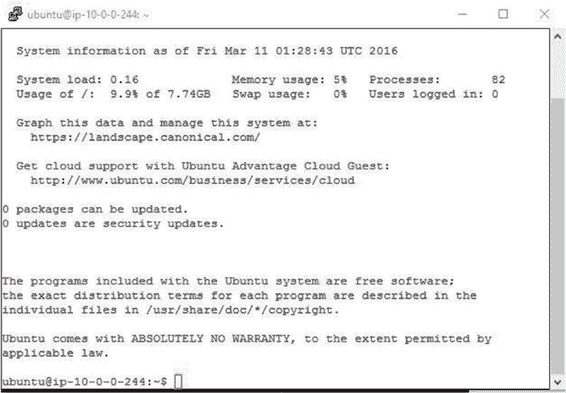 ubuntu@ip-10-0-0-244: ~
System information as of Fri Mar 11 01:28:43 UTC 2016
System load: 0.16 Memory usage: 5% Processes: 82
Usage of /: 9.9% of 7.74GB Swap usage: 0% Users logged in: 0
Graph this data and manage this system at:
https://landscape.canonical.com/
Get cloud support with Ubuntu Advantage Cloud Guest:
http://www.ubuntu.com/business/services/cloud
0 packages can be updated.
0 updates are security updates.
The programs included with the Ubuntu system are free software;
the exact distribution terms for each program are described in the
individual files in /usr/share/doc/*/copyright.
Ubuntu comes with ABSOLUTELY NO WARRANTY, to the extent permitted by
applicable law.
ubuntu@ip-10-0-0-244:~$